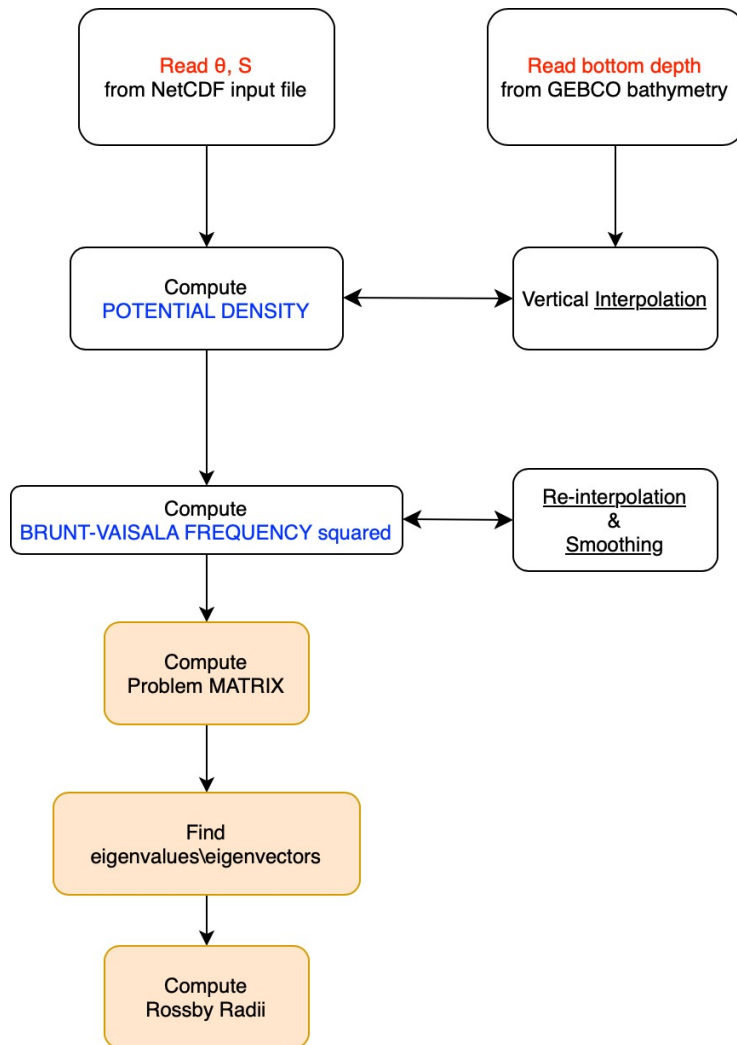 Read θ, S
from NetCDF input file
Read bottom depth
from GEBCO bathymetry
Compute
POTENTIAL DENSITY
Vertical Interpolation
Compute
BRUNT-VAISALA FREQUENCY squared
Re-interpolation
&
Smoothing
Compute
Problem MATRIX
Find
eigenvalues\eigenvectors
Compute
Rossby Radii